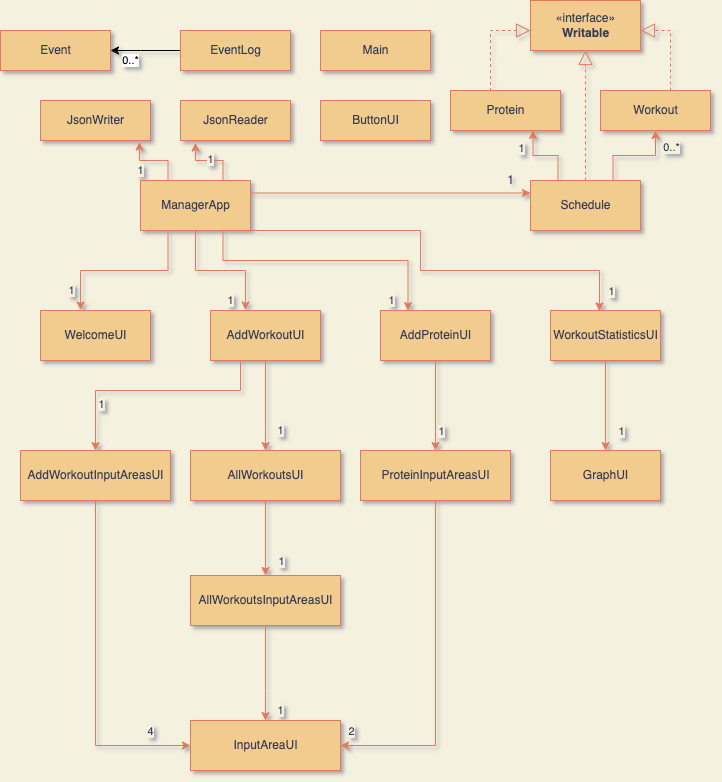 «interface»
Writable
Event
EventLog
Main
0..*
JsonWriter
JsonReader
ButtonUI
Protein
Workout
1
1
1
0..*
ManagerApp
1
Schedule
1
1
1
1
WelcomeUI
AddWorkoutUI
AddProteinUI
WorkoutStatisticsUI
1
1
1
1
AddWorkoutInputAreasUI
AllWorkoutsUI
ProteinInputAreasUI
GraphUI
1
AllWorkoutsInputAreasUI
1
4
2
InputAreaUI